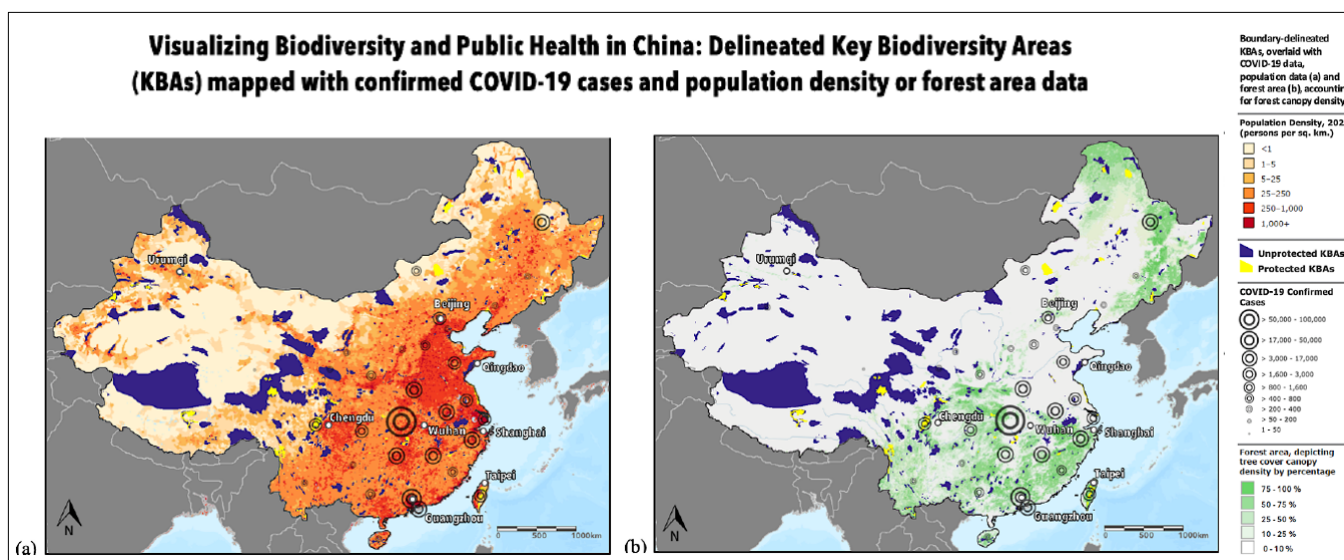 Visualizing Biodiversity and Public Health in China: Delineated Key Biodiversity Areas
(KBAs) mapped with confirmed COVID-19 cases and population density or forest area data
Urumqi
Beijing
Qingdao
Chengdu
Wuhan
Shanghai
Taipei
Guangzhou
N
0
500
1000km
(a)
Urumqi
Beijing
Qingdao
Chengdu
Wuhan
Shanghai
Taipei
Guangzhou
N
0
500
1000km
(b)
Boundary-delineated
KBAs, overlaid with
COVID-19 data,
population data (a) and
forest area (b), accountin
for forest canopy density
Population Density, 202
(persons per sq. km.)
<1
1-5
5-25
25-250
250-1,000
1,000+
Unprotected KBAs
Protected KBAs
COVID-19 Confirmed
Cases
> 50,000 - 100,000
> 17,000 - 50,000
> 3,000 - 17,000
> 1,600 - 3,000
> 800 - 1,600
> 400 - 800
> 200 - 400
> 50 - 200
1 - 50
Forest area, depicting
tree cover canopy
density by percentage
75 - 100 %
50 - 75 %
25 - 50 %
10 - 25 %
0 - 10 %